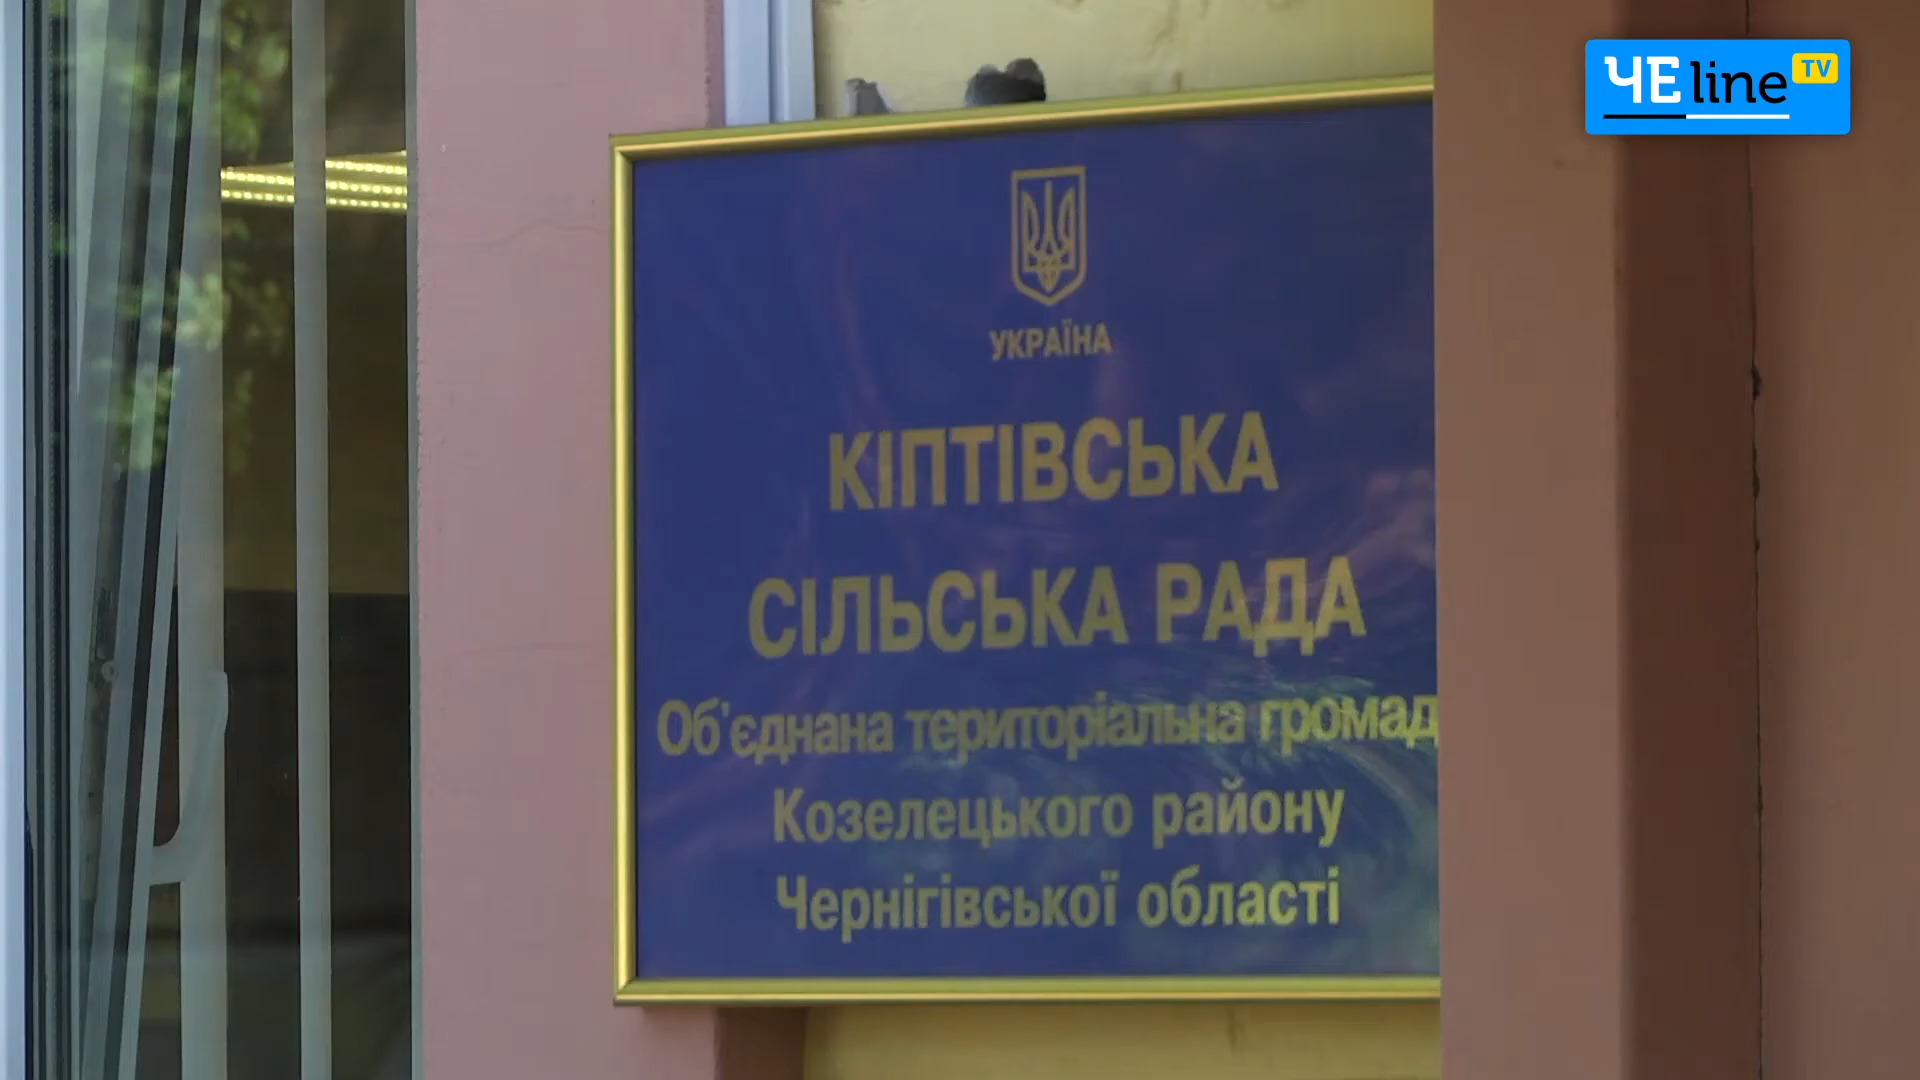 ЧЕ line TV
УКРАЇНА
КІПТІВСЬКА
СІЛЬСЬКА РАДА
Об'єднана територіальна громад
Козелецького району
Чернігівської області